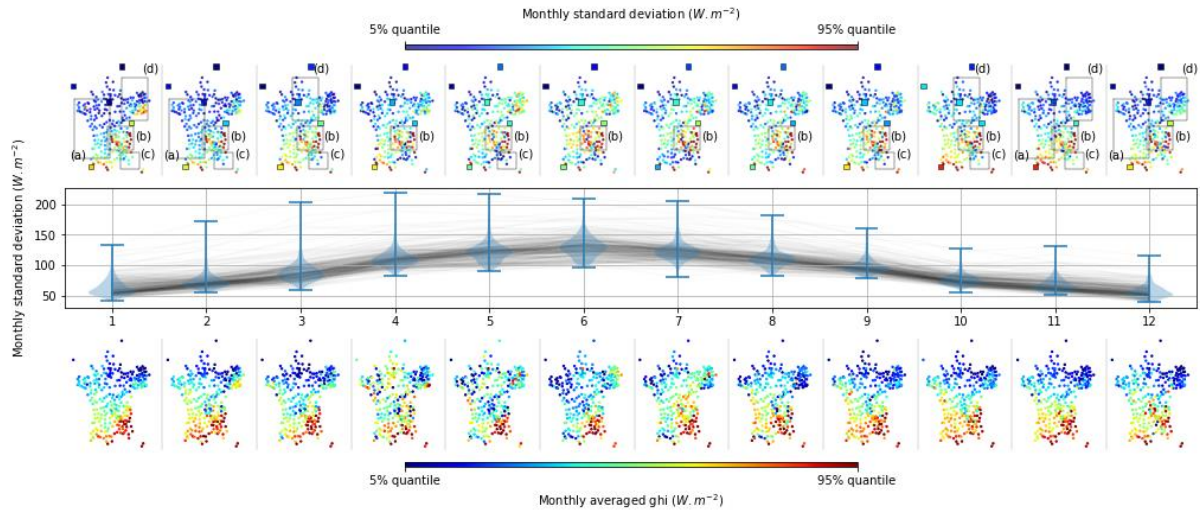 Monthly standard deviation (W.m⁻²)
5% quantile 95% quantile
(d) (d) (d) (d) (d)
(b) (b) (b) (b) (b) (b) (b) (b) (b) (b) (b) (b)
(a) (c) (a) (c) (c) (c) (c) (c) (c) (a) (c) (a)
Monthly standard deviation (W.m⁻²)
200
150
100
50
1 2 3 4 5 6 7 8 9 10 11 12
5% quantile 95% quantile
Monthly averaged ghi (W.m⁻²)